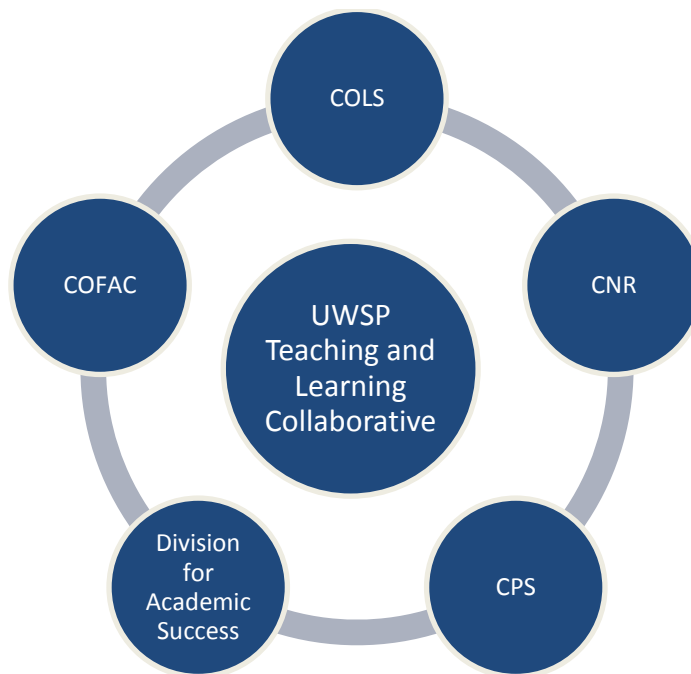 COLS
COFAC
CNR
UWSP
Teaching and
Learning
Collaborative
Division
for
Academic
Success
CPS